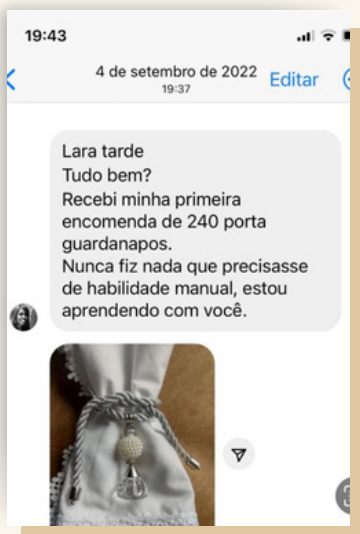 19:43
4 de setembro de 2022
19:37
Editar
Lara tarde
Tudo bem?
Recebi minha primeira
encomenda de 240 porta
guardanapos.
Nunca fiz nada que precisasse
de habilidade manual, estou
aprendendo com você.